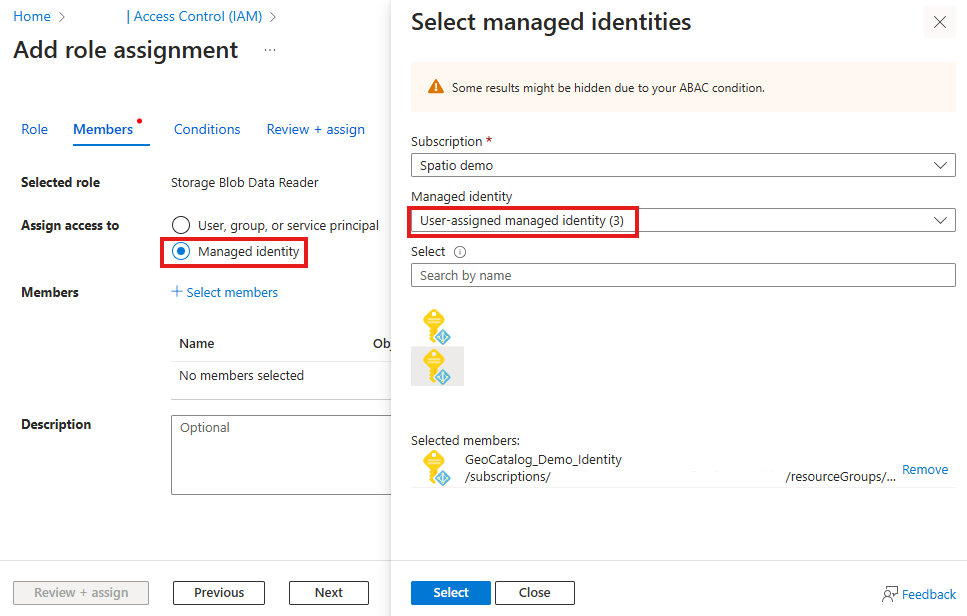 Home
| Access Control (IAM)
Add role assignment
...
Role
Members
Conditions
Review + assign
Selected role
Storage Blob Data Reader
Assign access to
User, group, or service principal
Managed identity
Members
+ Select members
Name
No members selected
Description
Optional
Review + assign
Previous
Next
Select managed identities
Some results might be hidden due to your ABAC condition.
Subscription *
Spatio demo
Managed identity
User-assigned managed identity (3)
Select
Search by name
Selected members:
GeoCatalog_Demo_Identity
/subscriptions/ /resourceGroups/...
Remove
Select
Close
Feedback